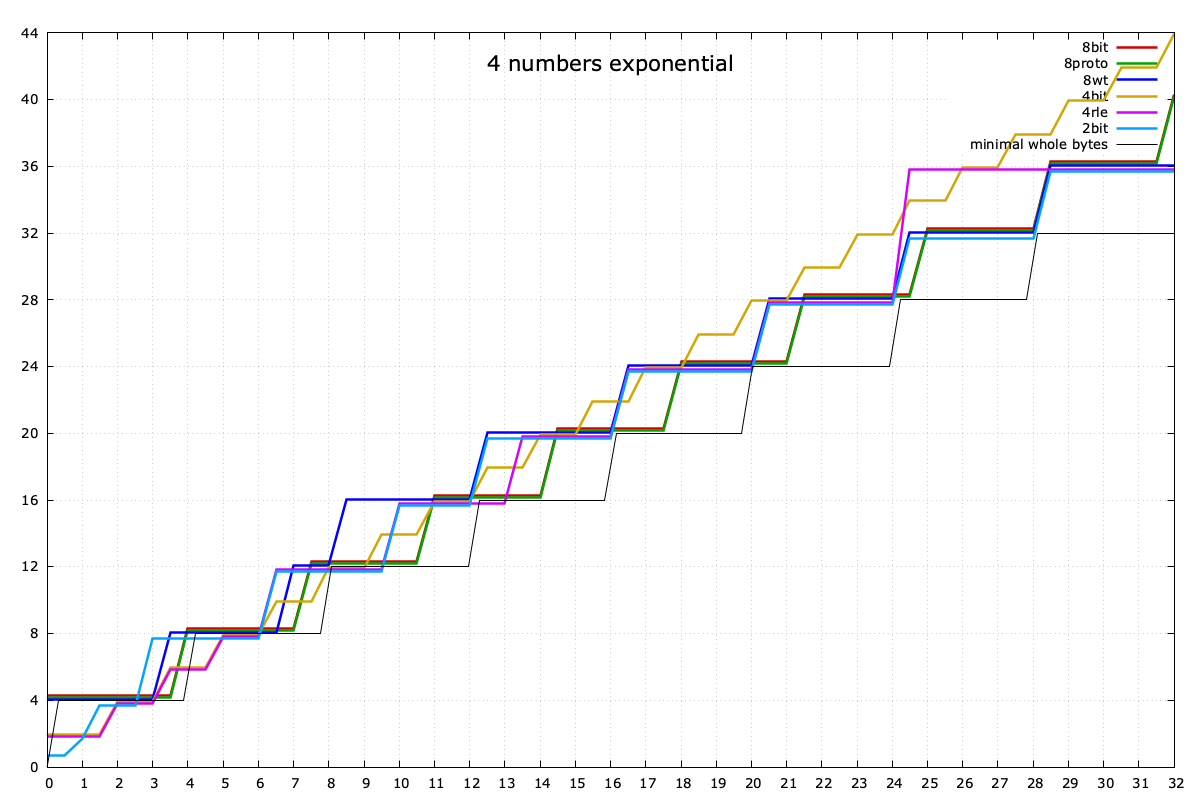 44
40
36
32
28
24
20
16
12
8
4
0
4 numbers exponential
8bit
8proto
8wt
4bit
4rle
2bit
minimal whole bytes
0 1 2 3 4 5 6 7 8 9 10 11 12 13 14 15 16 17 18 19 20 21 22 23 24 25 26 27 28 29 30 31 32